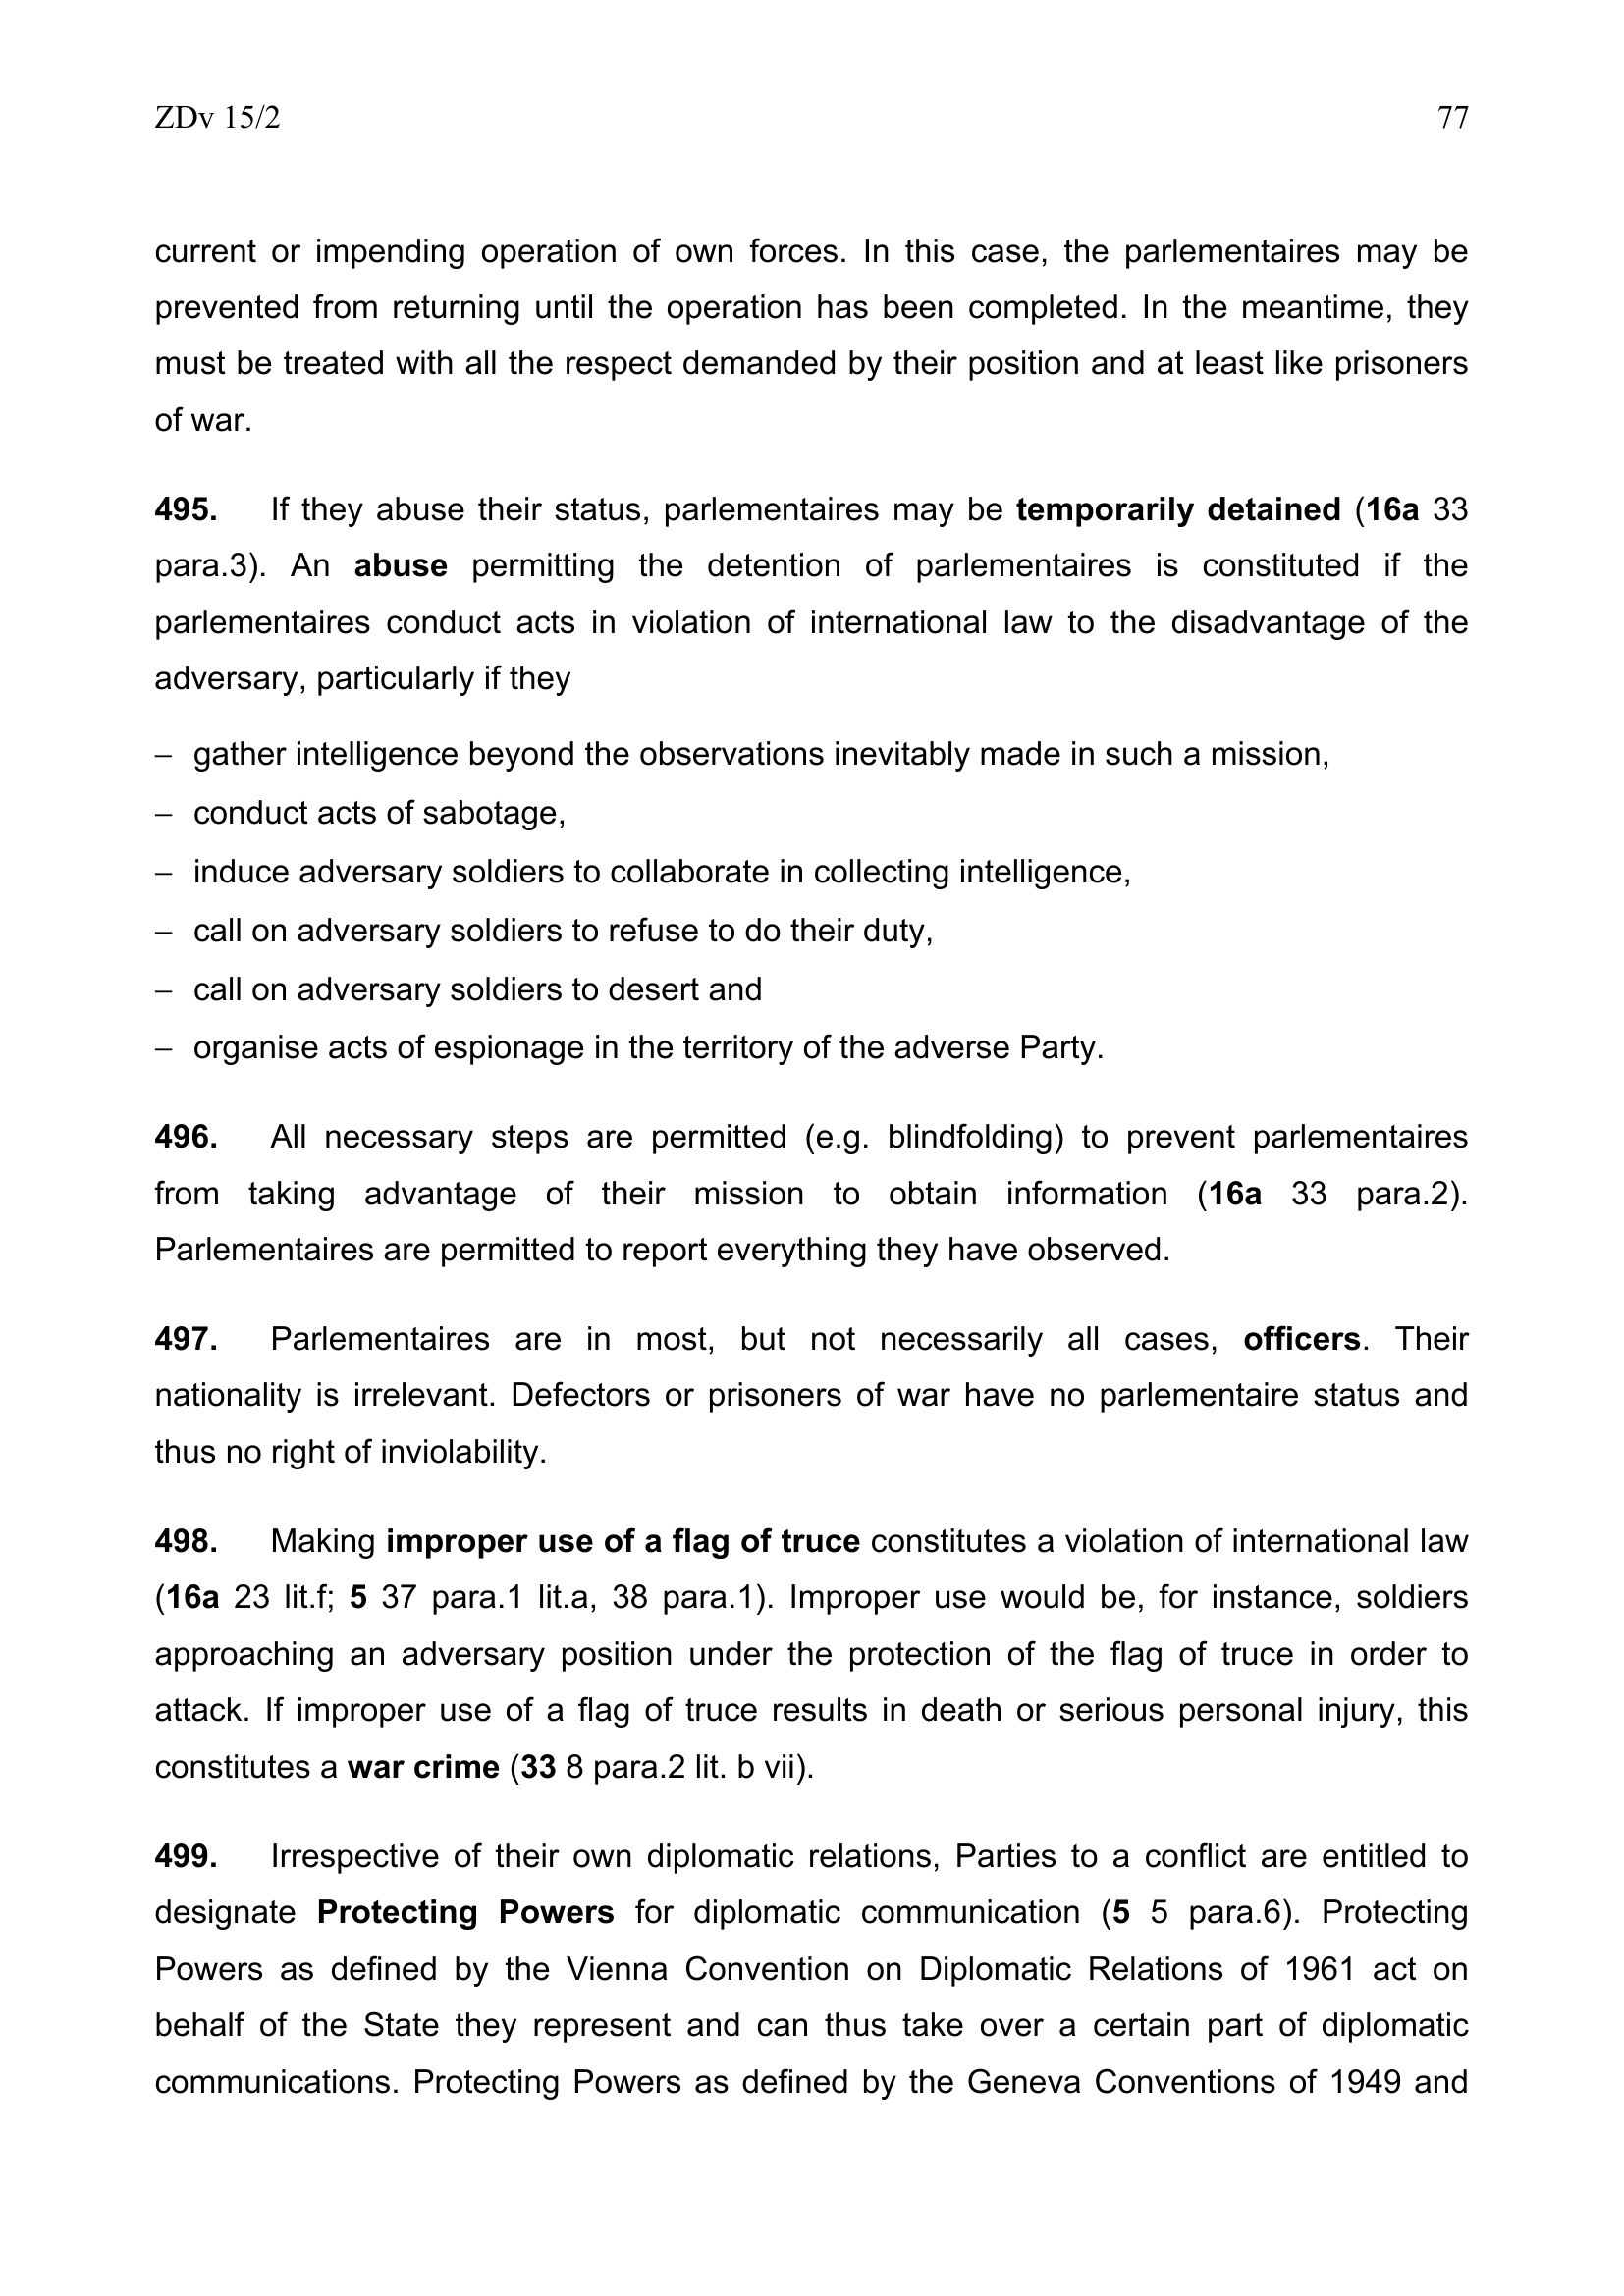 ZDv 15/2 77
current or impending operation of own forces. In this case, the parlementaires may be
prevented from returning until the operation has been completed. In the meantime, they
must be treated with all the respect demanded by their position and at least like prisoners
of war.
495. If they abuse their status, parlementaires may be temporarily detained (16a 33
para.3). An abuse permitting the detention of parlementaires is constituted if the
parlementaires conduct acts in violation of international law to the disadvantage of the
adversary, particularly if they
– gather intelligence beyond the observations inevitably made in such a mission,
– conduct acts of sabotage,
– induce adversary soldiers to collaborate in collecting intelligence,
– call on adversary soldiers to refuse to do their duty,
– call on adversary soldiers to desert and
– organise acts of espionage in the territory of the adverse Party.
496. All necessary steps are permitted (e.g. blindfolding) to prevent parlementaires
from taking advantage of their mission to obtain information (16a 33 para.2).
Parlementaires are permitted to report everything they have observed.
497. Parlementaires are in most, but not necessarily all cases, officers. Their
nationality is irrelevant. Defectors or prisoners of war have no parlementaire status and
thus no right of inviolability.
498. Making improper use of a flag of truce constitutes a violation of international law
(16a 23 lit.f; 5 37 para.1 lit.a, 38 para.1). Improper use would be, for instance, soldiers
approaching an adversary position under the protection of the flag of truce in order to
attack. If improper use of a flag of truce results in death or serious personal injury, this
constitutes a war crime (33 8 para.2 lit. b vii).
499. Irrespective of their own diplomatic relations, Parties to a conflict are entitled to
designate Protecting Powers for diplomatic communication (5 5 para.6). Protecting
Powers as defined by the Vienna Convention on Diplomatic Relations of 1961 act on
behalf of the State they represent and can thus take over a certain part of diplomatic
communications. Protecting Powers as defined by the Geneva Conventions of 1949 and